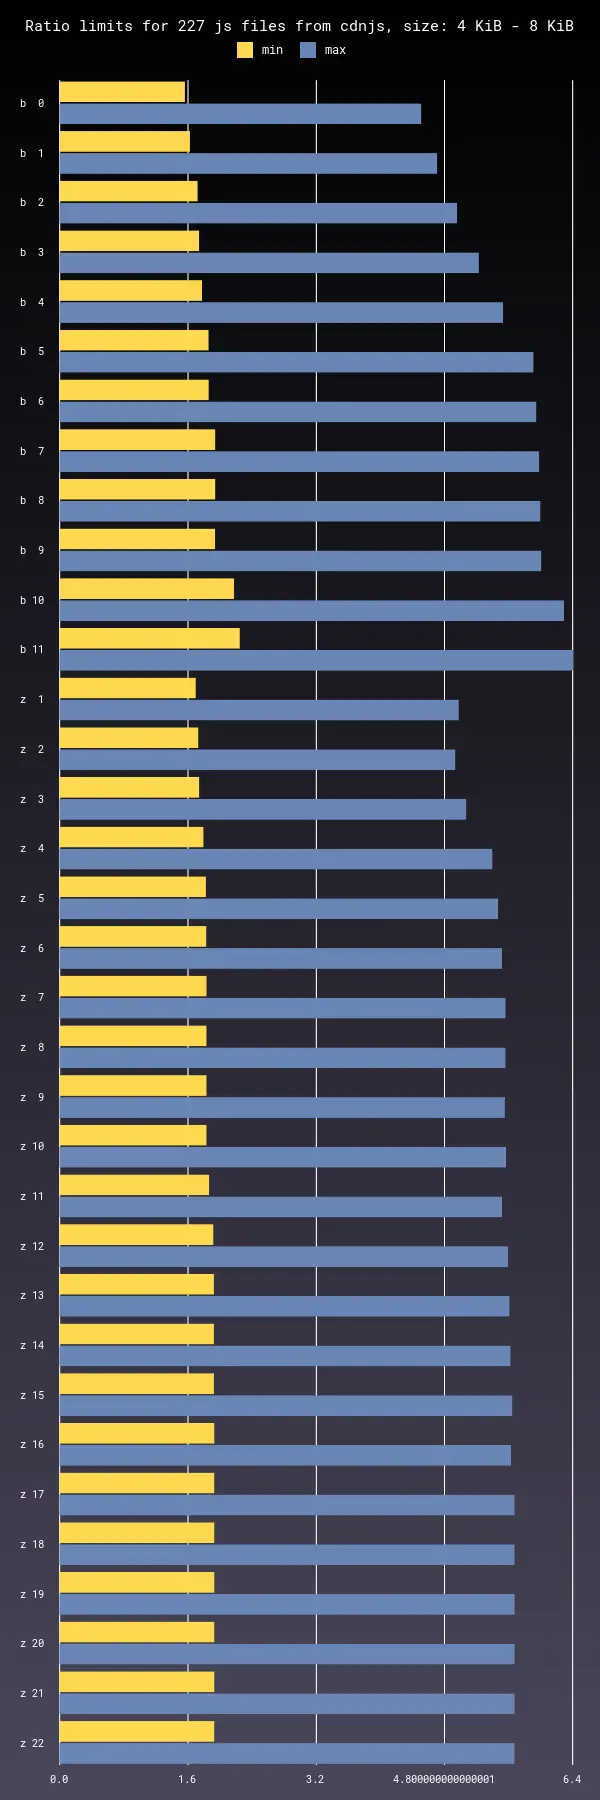 Ratio limits for 227 js files from cdnjs, size: 4 KiB - 8 KiB
min max
b 0
b 1
b 2
b 3
b 4
b 5
b 6
b 7
b 8
b 9
b 10
b 11
z 1
z 2
z 3
z 4
z 5
z 6
z 7
z 8
z 9
z 10
z 11
z 12
z 13
z 14
z 15
z 16
z 17
z 18
z 19
z 20
z 21
z 22
0.0 1.6 3.2 4.800000000000001 6.4